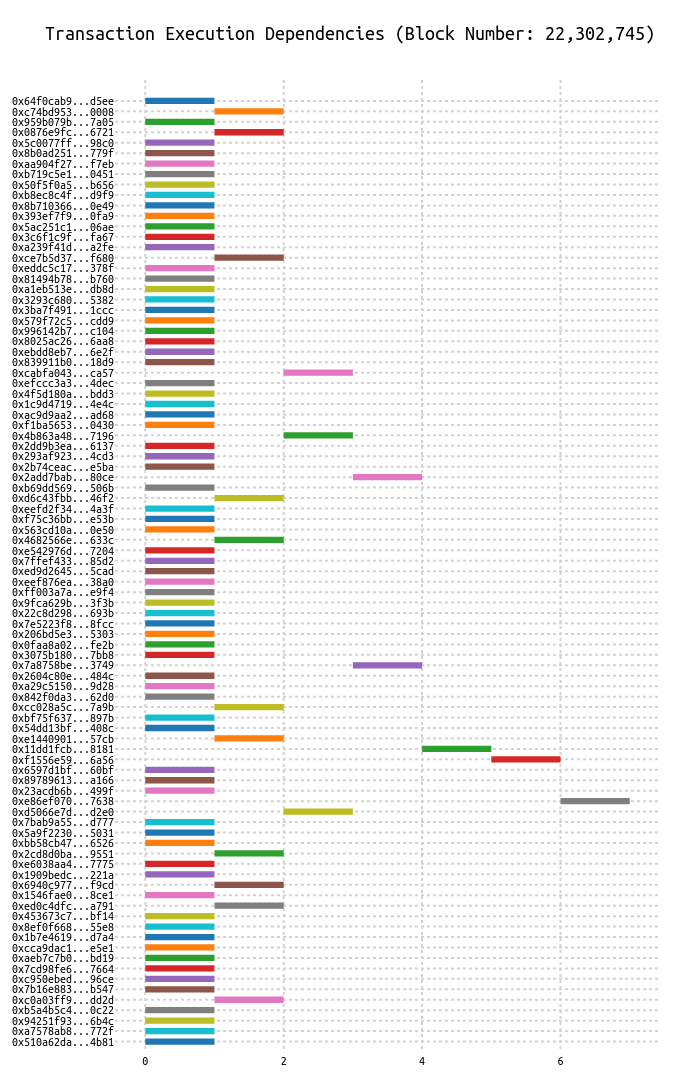 Transaction Execution Dependencies (Block Number: 22,302,745)
0x64f0cab9...d5ee
0xc74bd953...0008
0x959b079b...7a05
0x0876e9fc...6721
0x5c0077ff...98c0
0x8b0ad251...779f
0xaa904f27...f7eb
0xb719c5e1...0451
0x50f5f0a5...b656
0xb8ec8c4f...d9f9
0x8b710366...0e49
0x393ef7f9...0fa9
0x5ac251c1...06ae
0x3c6f1c9f...fa67
0xa239f41d...a2fe
0xce7b5d37...f680
0xeddc5c17...378f
0x81494b78...b760
0xa1eb513e...db8d
0x3293c680...5382
0x3ba7f491...1ccc
0x579f72c5...cdd9
0x996142b7...c104
0x8025ac26...6aa8
0xebdd8eb7...6e2f
0x839911b0...18d9
0xcabfa043...ca57
0xefccc3a3...4dec
0x4f5d180a...bdd3
0x1c9d4719...4e4c
0xac9d9aa2...ad68
0xf1ba5653...0430
0x4b863a48...7196
0x2dd9b3ea...6137
0x293af923...4cd3
0x2b74ceac...e5ba
0x2add7bab...80ce
0xb69dd569...506b
0xd6c43fbb...46f2
0xeefd2f34...4a3f
0xf75c36bb...e53b
0x563cd10a...0e50
0x4682566e...633c
0xe542976d...7204
0x7ffef433...85d2
0xed9d2645...5cad
0xeef876ea...38a0
0xff003a7a...e9f4
0x9fca629b...3f3b
0x22c8d298...693b
0x7e5223f8...8fcc
0x206bd5e3...5303
0x0faa8a02...fe2b
0x3075b180...7bb8
0x7a8758be...3749
0x2604c80e...484c
0xa29c5150...9d28
0x842f0da3...62d0
0xcc028a5c...7a9b
0xbf75f637...897b
0x54dd13bf...408c
0xe1440901...57cb
0x11dd1fcb...8181
0xf1556e59...6a56
0x6597d1bf...60bf
0x89789613...a166
0x23acdb6b...499f
0xe86ef070...7638
0xd5066e7d...d2e0
0x7bab9a55...d777
0x5a9f2230...5031
0xbb58cb47...6526
0x2cd8d0ba...9551
0xe6038aa4...7775
0x1909bedc...221a
0x6940c977...f9cd
0x1546fae0...8ce1
0xed0c4dfc...a791
0x453673c7...bf14
0x8ef0f668...55e8
0x1b7e4619...d7a4
0xcca9dac1...e5e1
0xaeb7c7b0...bd19
0x7cd98fe6...7664
0xc950ebed...96ce
0x7b16e883...b547
0xc0a03ff9...dd2d
0xb5a4b5c4...0c22
0x94251f93...6b4c
0xa7578ab8...772f
0x510a62da...4b81
0 2 4 6